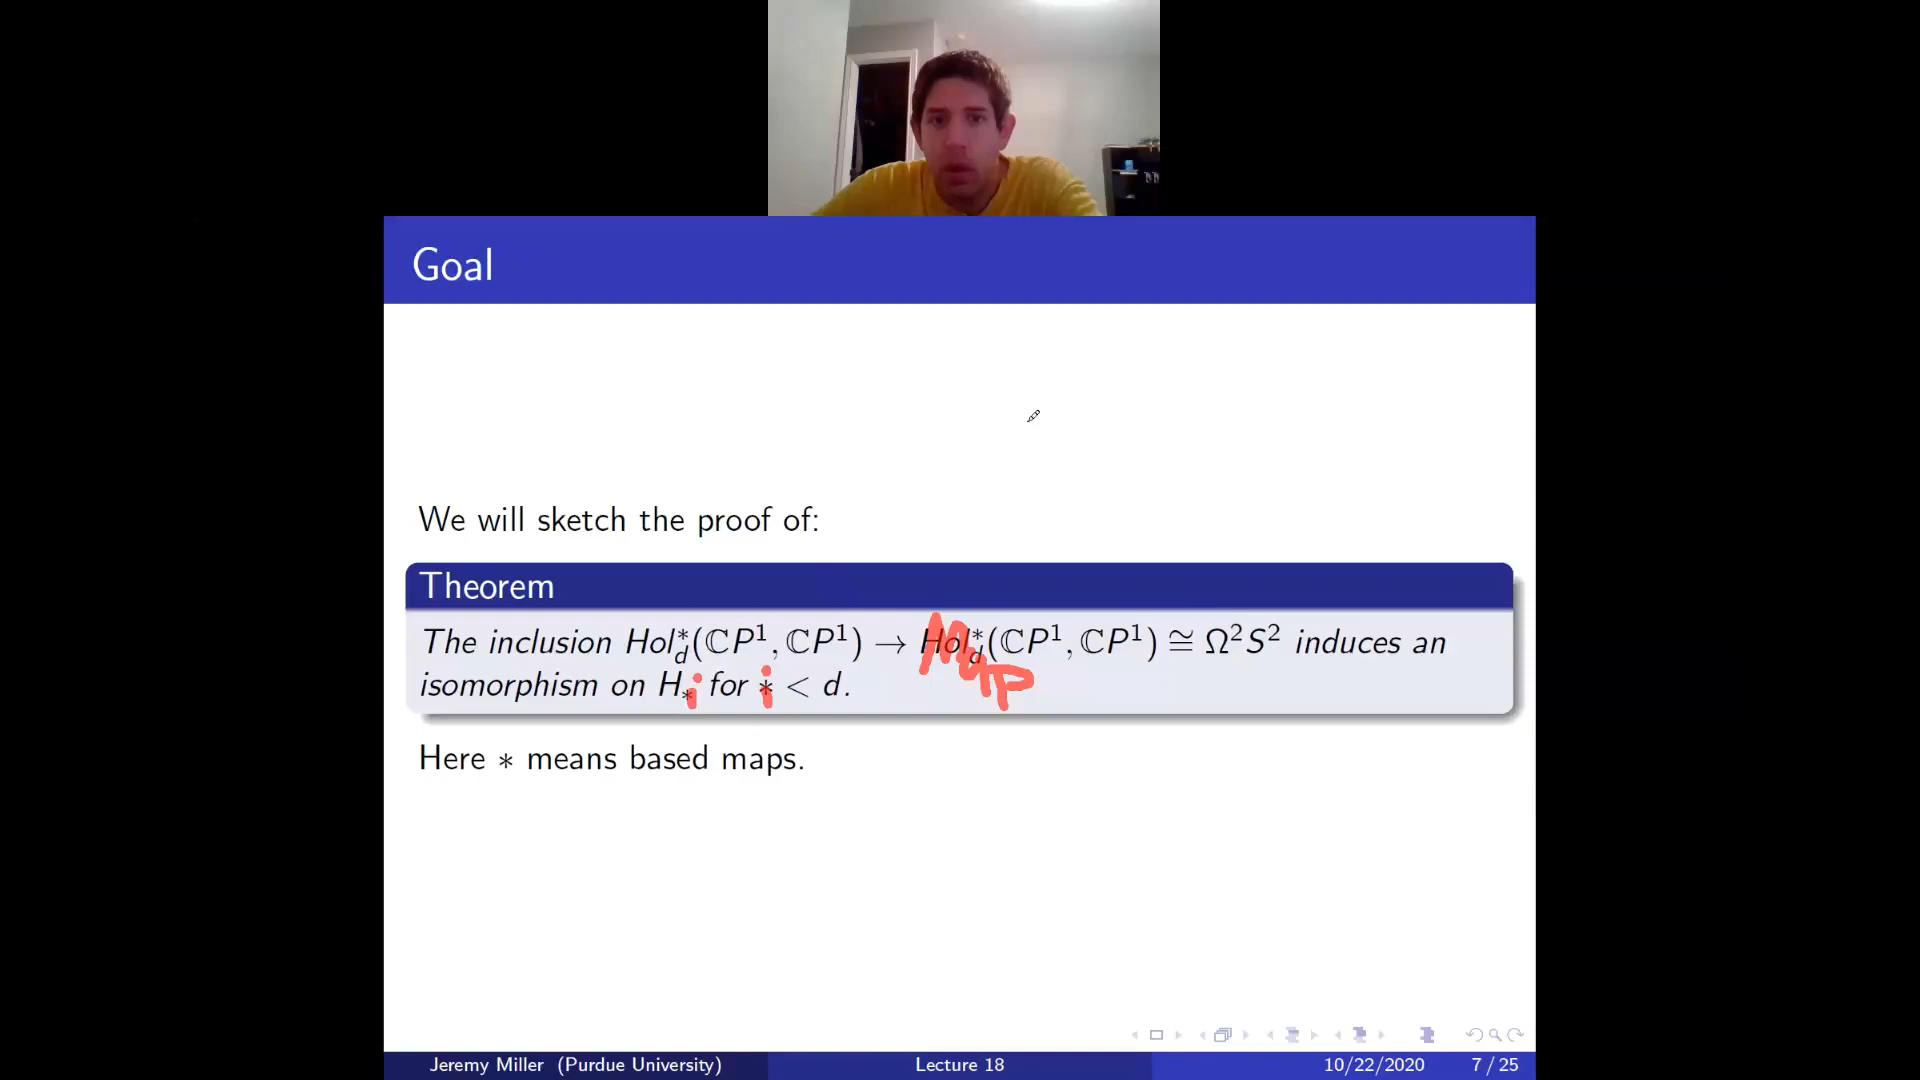 Goal
We will sketch the proof of:
Theorem
The inclusion Hol*_d(ℂP¹, ℂP¹) → Hol*_d(ℂP¹, ℂP¹) ≅ Ω²S² induces an
Map
isomorphism on H_* for * < d.
i i
Here * means based maps.
Jeremy Miller (Purdue University) Lecture 18 10/22/2020 7 / 25